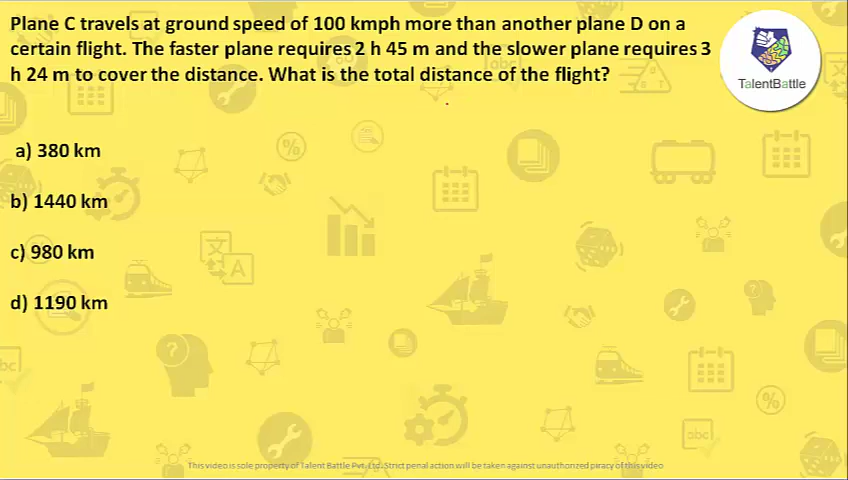 Plane C travels at ground speed of 100 kmph more than another plane D on a
certain flight. The faster plane requires 2 h 45 m and the slower plane requires 3
h 24 m to cover the distance. What is the total distance of the flight?
TalentBattle
a) 380 km
b) 1440 km
c) 980 km
d) 1190 km
This video is sole property of Talent Battle Pvt. Ltd. Strict penal action will be taken against unauthorized piracy of this video